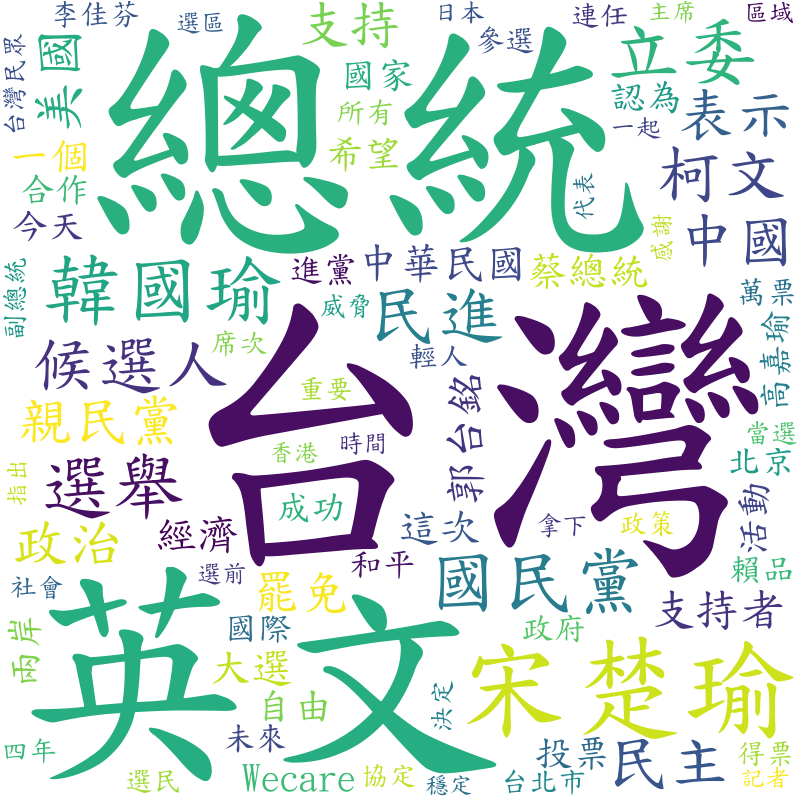 李佳芬
選區
支持
日本
連任
主席
區域
台灣民眾
美國
總統
國家
參選
立委
所有
認為
表示
一個
希望
一起
合作
代表
柯文
今天
感謝
中國
副總統
韓國瑜
進黨
中華民國
蔡總統
威脅
民進
萬票
候選人
席次
輕人
高嘉瑜
台灣
親民黨
重要
郭台銘
當選
選舉
香港
時間
北京
指出
成功
政治
經濟
這次
拿下
政策
活動
和平
社會
選前
罷免
國民黨
賴品
支持者
兩岸
英文
國際
政府
宋楚瑜
大選
自由
決定
四年
未來
投票
民主
得票
選民
Wecare
協定
穩定
台北市
記者